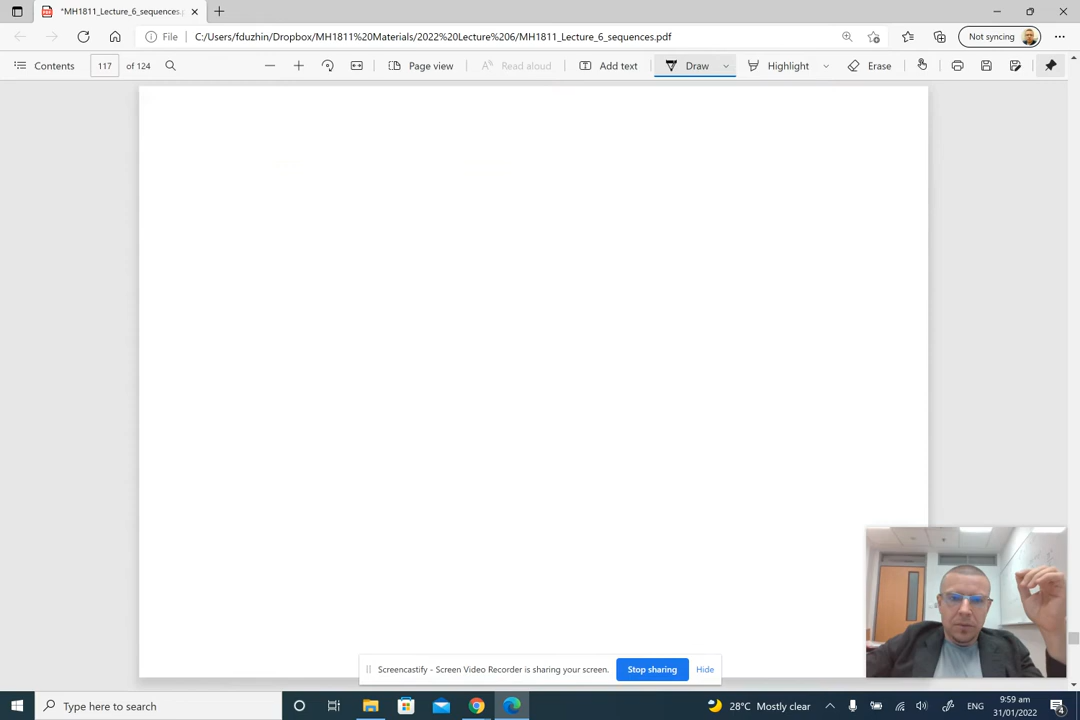 *MH1811_Lecture_6_sequences.p
File C:/Users/fduzhin/Dropbox/MH1811%20Materials/2022%20Lecture%206/MH1811_Lecture_6_sequences.pdf
Not syncing
Contents 117 of 124 Page view Read aloud Add text Draw Highlight Erase
Screencastify - Screen Video Recorder is sharing your screen. Stop sharing Hide
Type here to search 28°C Mostly clear ENG 9:59 am
31/01/2022 4